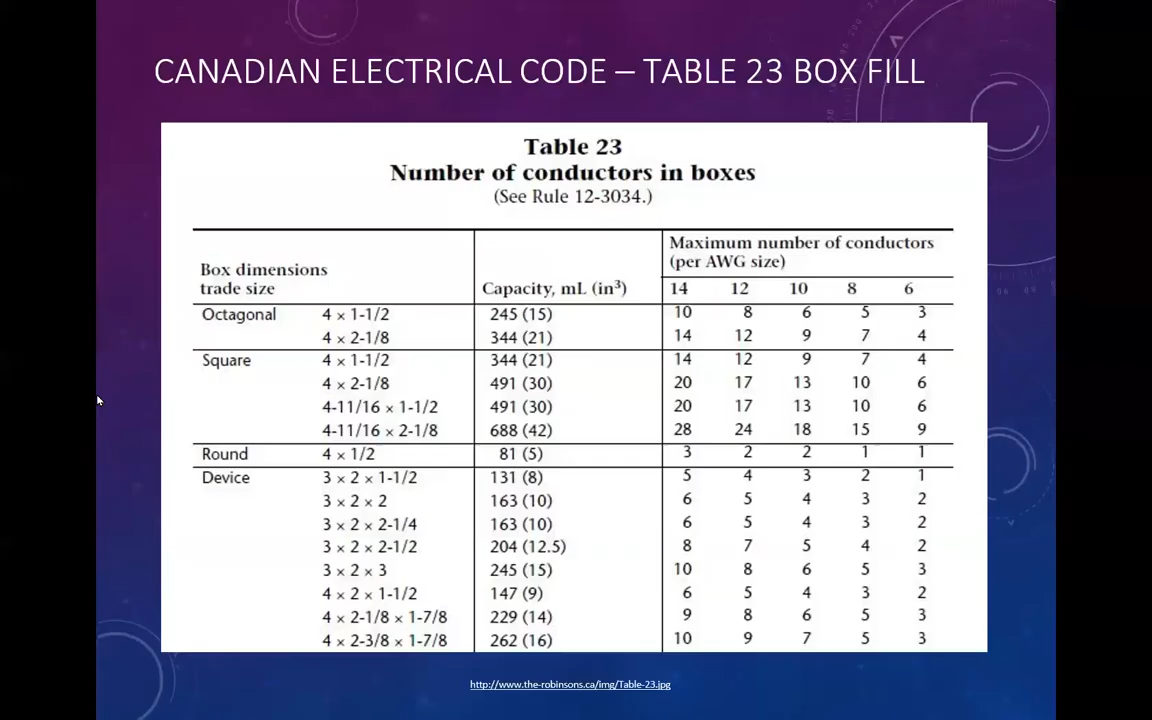 CANADIAN ELECTRICAL CODE – TABLE 23 BOX FILL
Table 23
Number of conductors in boxes
(See Rule 12-3034.)
Box dimensions trade size Capacity, mL (in³) Maximum number of conductors (per AWG size)
14 12 10 8 6
Octagonal 4 × 1-1/2 245 (15) 10 8 6 5 3
4 × 2-1/8 344 (21) 14 12 9 7 4
Square 4 × 1-1/2 344 (21) 14 12 9 7 4
4 × 2-1/8 491 (30) 20 17 13 10 6
4-11/16 × 1-1/2 491 (30) 20 17 13 10 6
4-11/16 × 2-1/8 688 (42) 28 24 18 15 9
Round 4 × 1/2 81 (5) 3 2 2 1 1
Device 3 × 2 × 1-1/2 131 (8) 5 4 3 2 1
3 × 2 × 2 163 (10) 6 5 4 3 2
3 × 2 × 2-1/4 163 (10) 6 5 4 3 2
3 × 2 × 2-1/2 204 (12.5) 8 7 5 4 2
3 × 2 × 3 245 (15) 10 8 6 5 3
4 × 2 × 1-1/2 147 (9) 6 5 4 3 2
4 × 2-1/8 × 1-7/8 229 (14) 9 8 6 5 3
4 × 2-3/8 × 1-7/8 262 (16) 10 9 7 5 3
http://www.the-robinsons.ca/img/Table-23.jpg